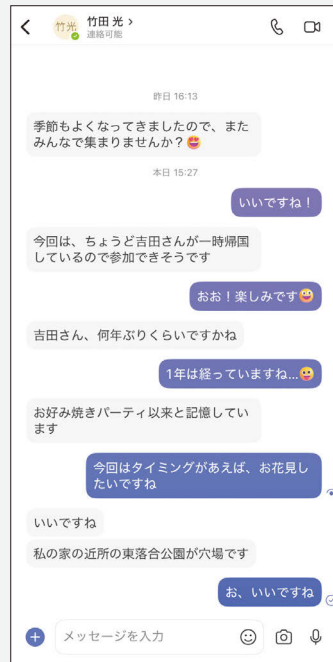 竹光
竹田 光
連絡可能
昨日 16:13
季節もよくなってきましたので、また
みんなで集まりませんか？😍
本日 15:27
いいですね！
今回は、ちょうど吉田さんが一時帰国
しているので参加できそうです
おお！楽しみです😃
吉田さん、何年ぶりくらいですかね
1年は経っていますね...😛
お好み焼きパーティ以来と記憶してい
ます
今回はタイミングがあえば、お花見し
たいですね
いいですね
私の家の近所の東落合公園が穴場です
お、いいですね
メッセージを入力